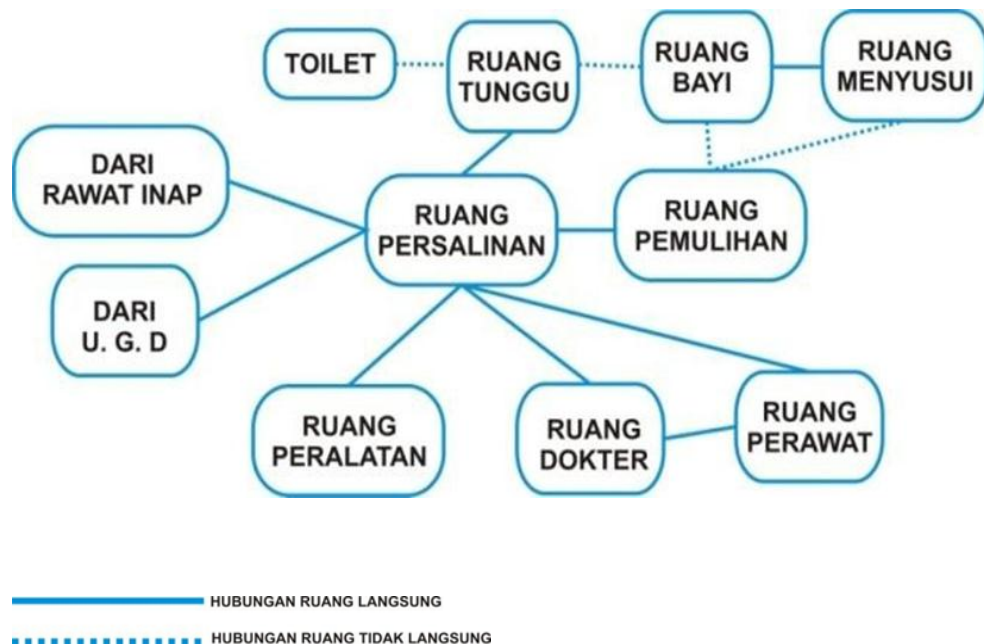 TOILET
RUANG
TUNGGU
RUANG
BAYI
RUANG
MENYUSUI
DARI
RAWAT INAP
RUANG
PERSALINAN
RUANG
PEMULIHAN
DARI
U. G. D
RUANG
PERALATAN
RUANG
DOKTER
RUANG
PERAWAT
HUBUNGAN RUANG LANGSUNG
HUBUNGAN RUANG TIDAK LANGSUNG